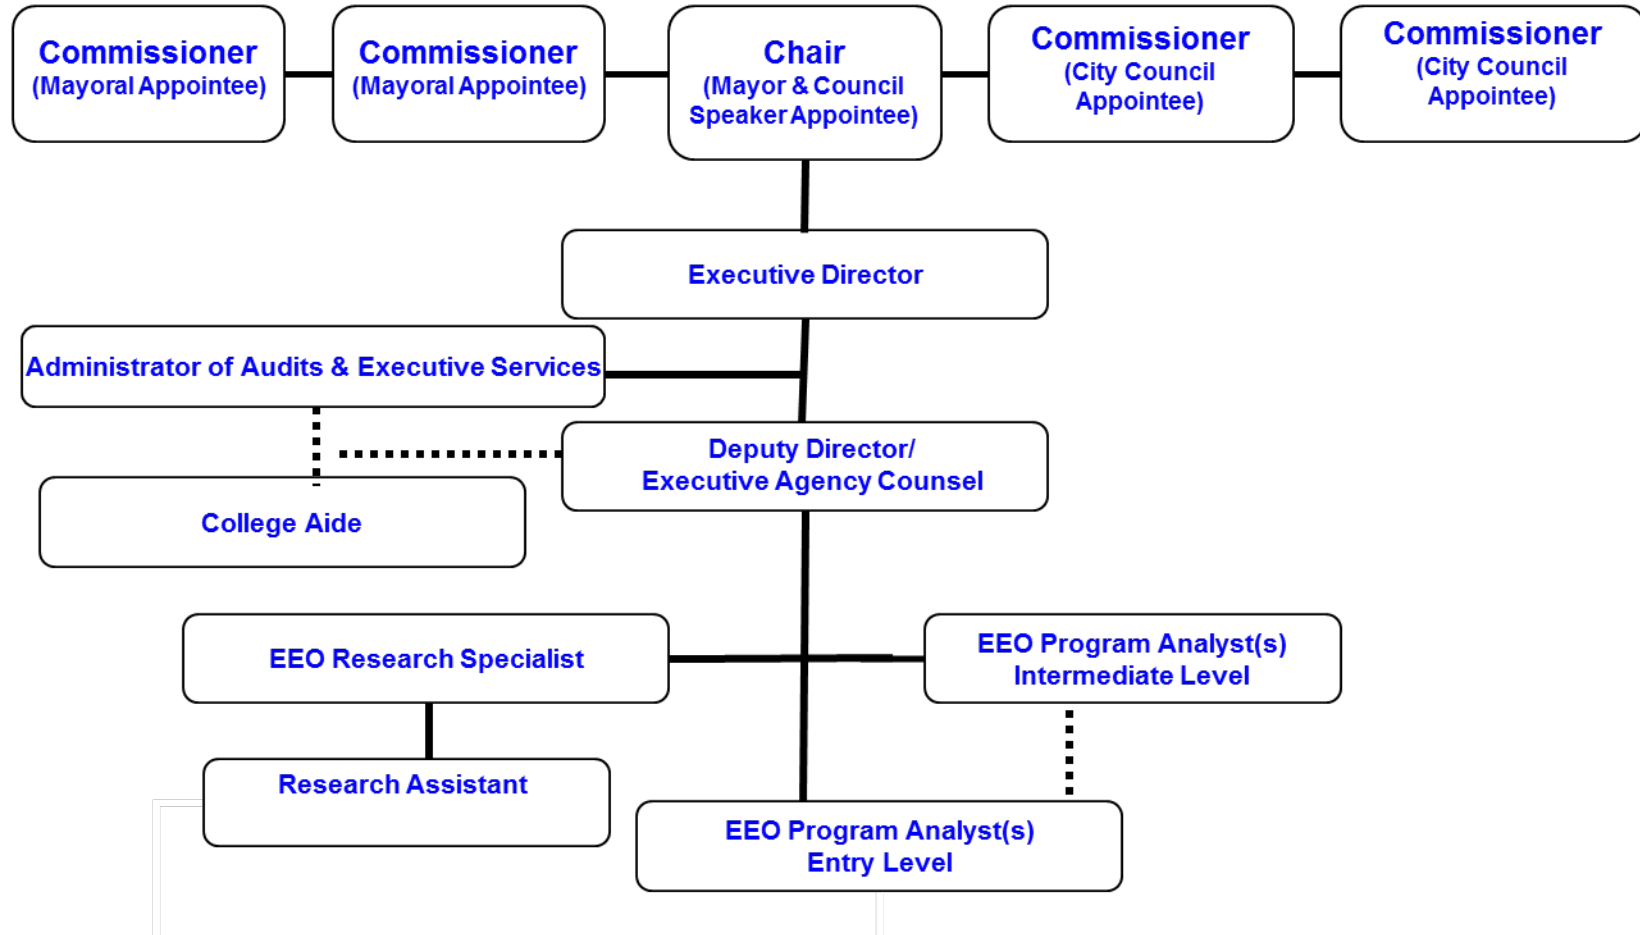 Commissioner
(Mayoral Appointee)
Commissioner
(Mayoral Appointee)
Chair
(Mayor & Council
Speaker Appointee)
Commissioner
(City Council
Appointee)
Commissioner
(City Council
Appointee)
Executive Director
Administrator of Audits & Executive Services
Deputy Director/
Executive Agency Counsel
College Aide
EEO Research Specialist
EEO Program Analyst(s)
Intermediate Level
Research Assistant
EEO Program Analyst(s)
Entry Level